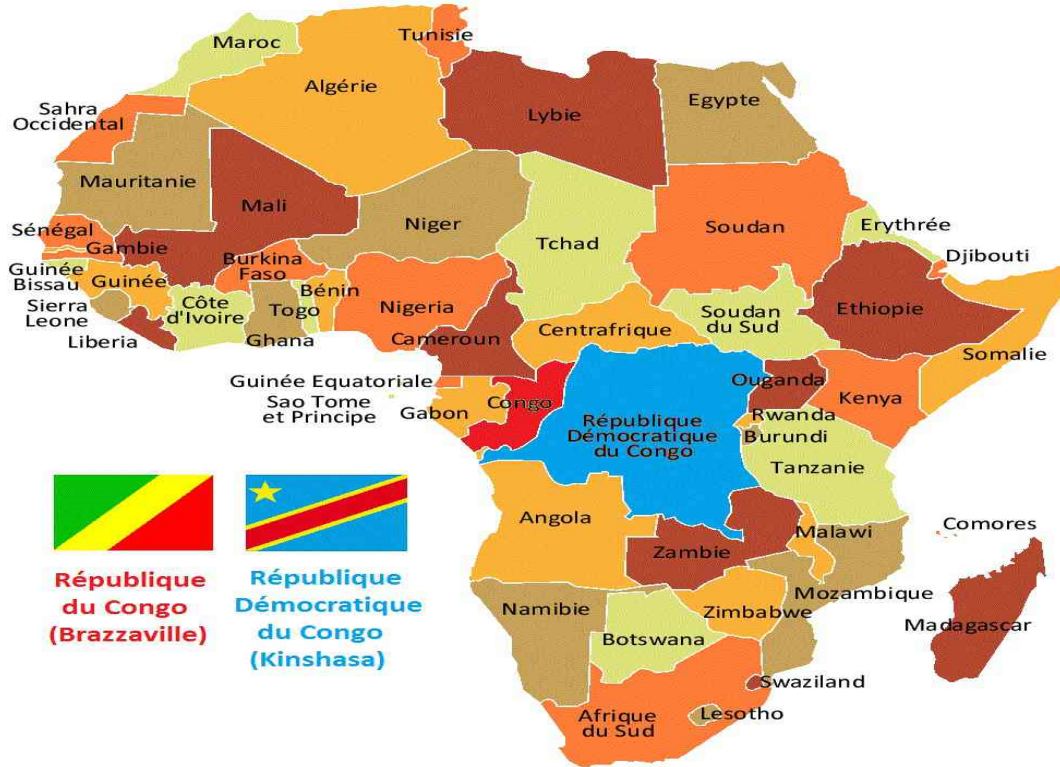 Maroc
Tunisie
Algérie
Lybie
Egypte
Sahra
Occidental
Mauritanie
Mali
Niger
Tchad
Soudan
Erythrée
Djibouti
Sénégal
Gambie
Guinée
Bissau
Guinée
Burkina
Faso
Bénin
Nigeria
Sierra
Leone
Côte
d'Ivoire
Togo
Ghana
Liberia
Cameroun
Centrafrique
Soudan
du Sud
Ethiopie
Somalie
Guinée Equatoriale
Sao Tome
et Principe
Gabon
Congo
République
Démocratique
du Congo
Ouganda
Kenya
Rwanda
Burundi
Tanzanie
Angola
Zambie
Malawi
Comores
Mozambique
Madagascar
Namibie
Zimbabwe
Botswana
Swaziland
Lesotho
Afrique
du Sud
République
du Congo
(Brazzaville)
République
Démocratique
du Congo
(Kinshasa)